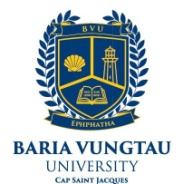 BVU
EPHPHATHA
BARIA VUNGTAU
UNIVERSITY
CAP SAINT JACQUES